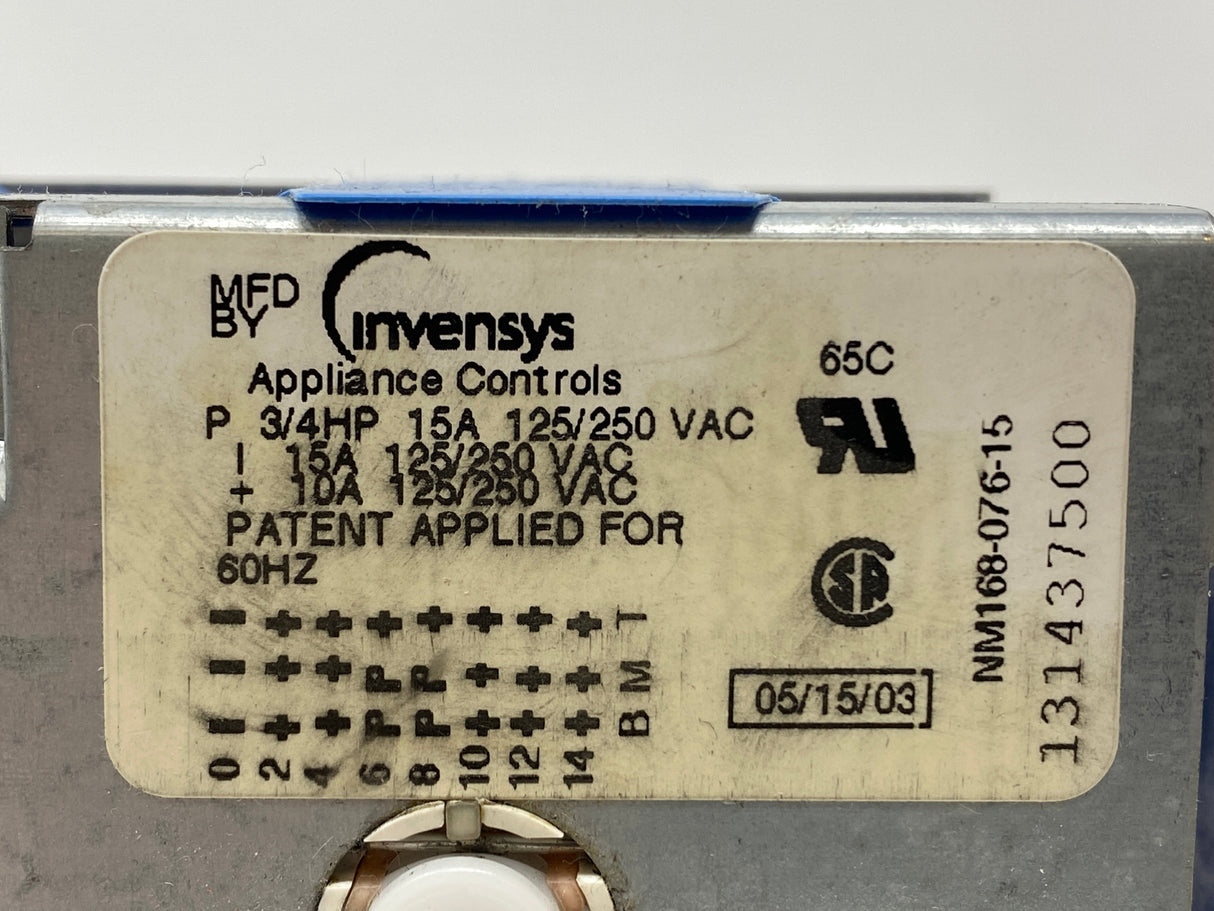 MFD
BY
invensys
Appliance Controls
P 3/4HP 15A 125/250 VAC
I 15A 125/250 VAC
+ 10A 125/250 VAC
PATENT APPLIED FOR
60HZ
I + + + + + + + T
I + + P P + + + M
I + + P P + + + B
0 2 4 6 8 10 12 14
65C
UR
CSA
05/15/03
NM168-076-15
131437500